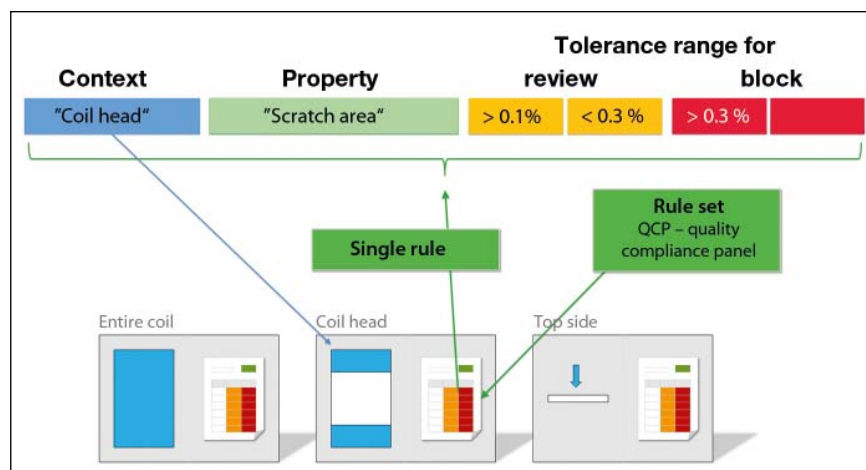 Tolerance range for
Context Property review block
”Coil head“ ”Scratch area“ > 0.1% < 0.3 % > 0.3 %
Rule set
QCP – quality
compliance panel
Single rule
Entire coil Coil head Top side